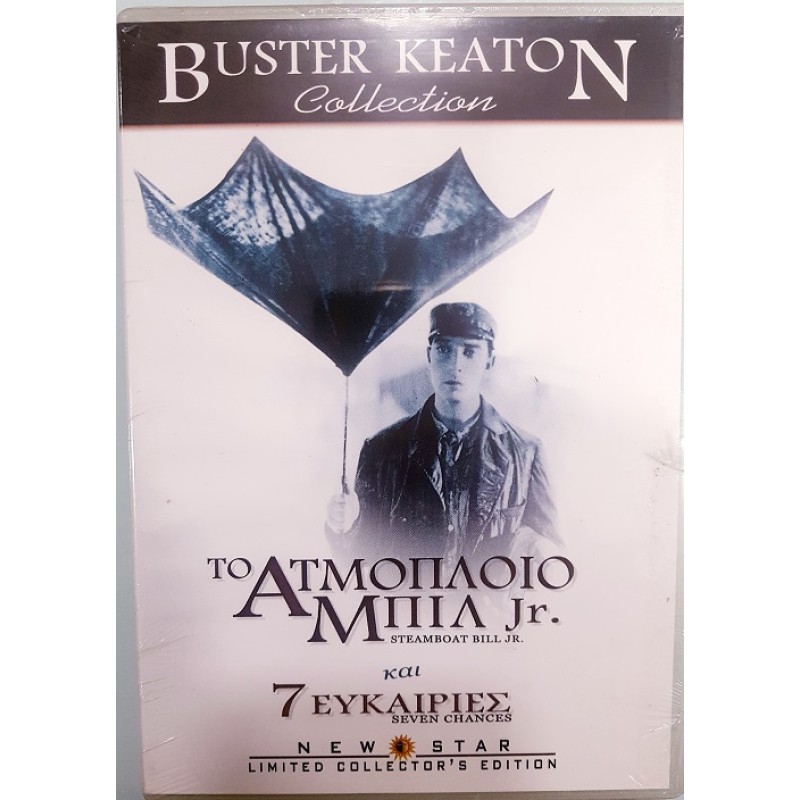 BUSTER KEATON
Collection
ΤΟ ΑΤΜΟΠΛΟΙΟ
ΜΠΙΛ Jr.
STEAMBOAT BILL JR.
και
7 ΕΥΚΑΙΡΙΕΣ
SEVEN CHANCES
NEW STAR
LIMITED COLLECTOR'S EDITION